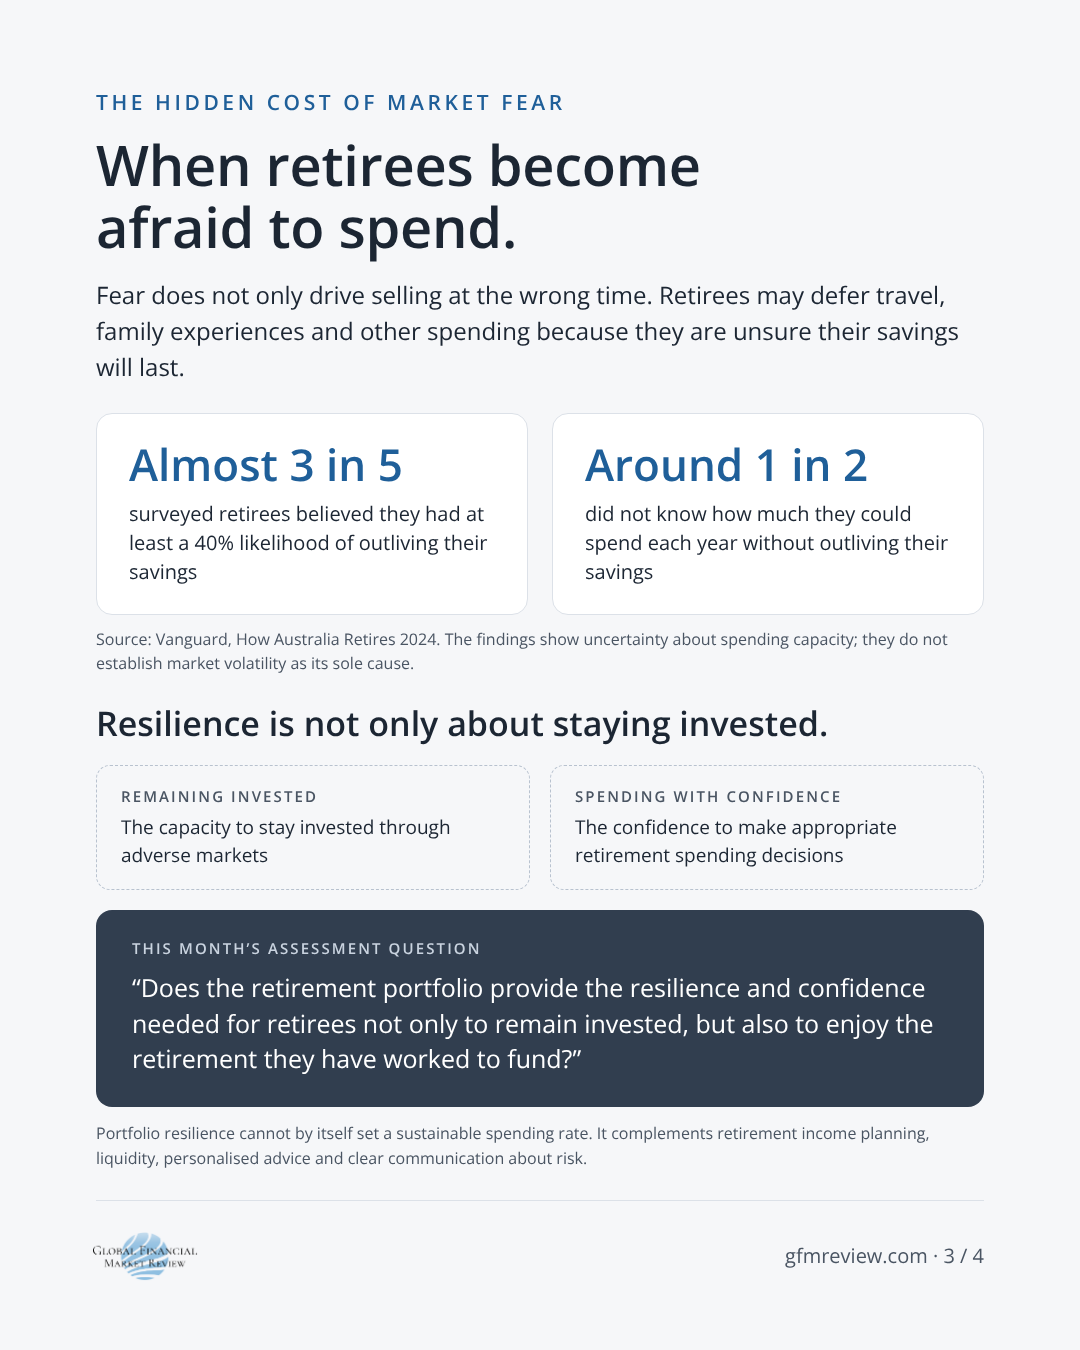 THE HIDDEN COST OF MARKET FEAR
When retirees become
afraid to spend.
Fear does not only drive selling at the wrong time. Retirees may defer travel,
family experiences and other spending because they are unsure their savings
will last.
Almost 3 in 5
surveyed retirees believed they had at
least a 40% likelihood of outliving their
savings
Around 1 in 2
did not know how much they could
spend each year without outliving their
savings
Source: Vanguard, How Australia Retires 2024. The findings show uncertainty about spending capacity; they do not
establish market volatility as its sole cause.
Resilience is not only about staying invested.
REMAINING INVESTED
The capacity to stay invested through
adverse markets
SPENDING WITH CONFIDENCE
The confidence to make appropriate
retirement spending decisions
THIS MONTH’S ASSESSMENT QUESTION
“Does the retirement portfolio provide the resilience and confidence
needed for retirees not only to remain invested, but also to enjoy the
retirement they have worked to fund?”
Portfolio resilience cannot by itself set a sustainable spending rate. It complements retirement income planning,
liquidity, personalised advice and clear communication about risk.
GLOBAL FINANCIAL
MARKET REVIEW
gfmreview.com · 3 / 4